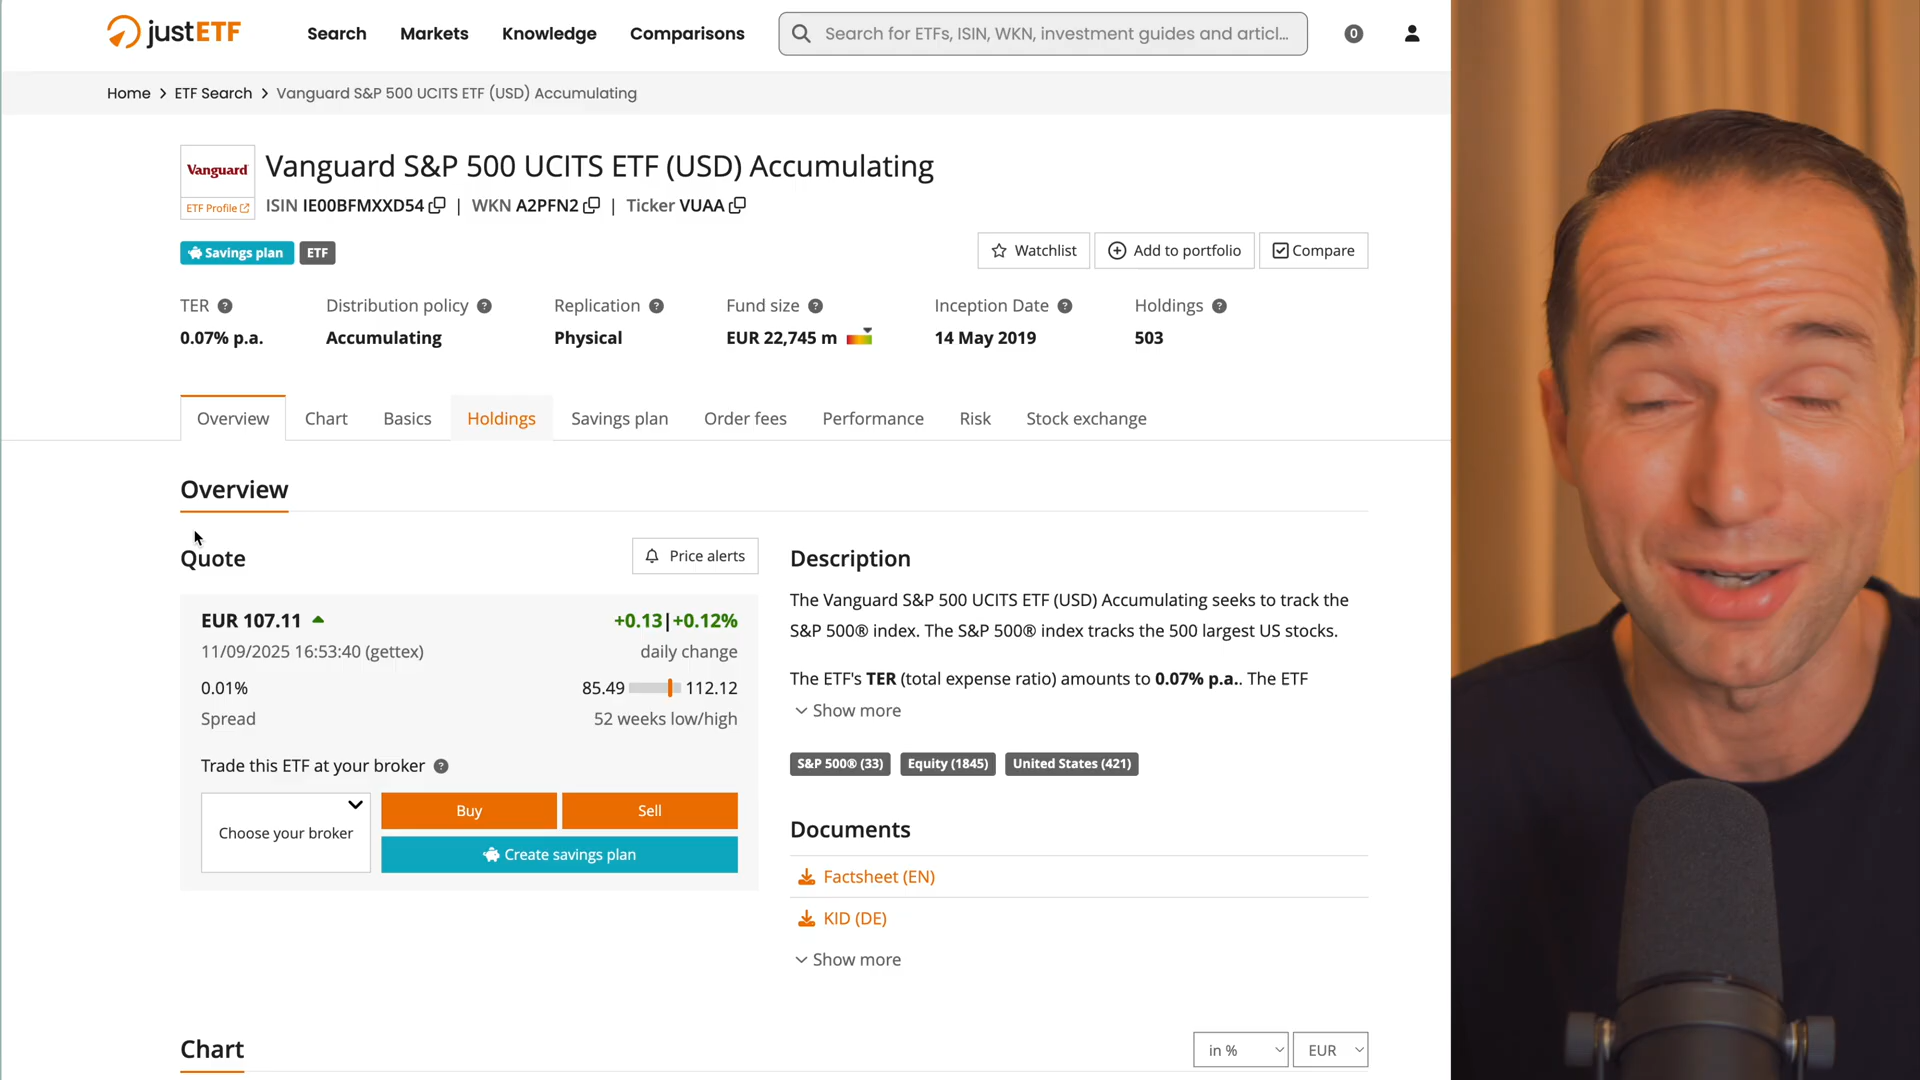 justETF
Search Markets Knowledge Comparisons Search for ETFs, ISIN, WKN, investment guides and articl... 0
Home > ETF Search > Vanguard S&P 500 UCITS ETF (USD) Accumulating
Vanguard
ETF Profile
Vanguard S&P 500 UCITS ETF (USD) Accumulating
ISIN IE00BFMXXD54 | WKN A2PFN2 | Ticker VUAA
Savings plan ETF
Watchlist Add to portfolio Compare
TER ? Distribution policy ? Replication ? Fund size ? Inception Date ? Holdings ?
0.07% p.a. Accumulating Physical EUR 22,745 m 14 May 2019 503
Overview Chart Basics Holdings Savings plan Order fees Performance Risk Stock exchange
Overview
Quote
Price alerts
EUR 107.11 +0.13|+0.12%
11/09/2025 16:53:40 (gettex) daily change
0.01% 85.49 112.12
Spread 52 weeks low/high
Trade this ETF at your broker ?
Choose your broker
Buy Sell
Create savings plan
Description
The Vanguard S&P 500 UCITS ETF (USD) Accumulating seeks to track the
S&P 500® index. The S&P 500® index tracks the 500 largest US stocks.
The ETF's TER (total expense ratio) amounts to 0.07% p.a.. The ETF
Show more
S&P 500® (33) Equity (1845) United States (421)
Documents
Factsheet (EN)
KID (DE)
Show more
Chart
in % EUR